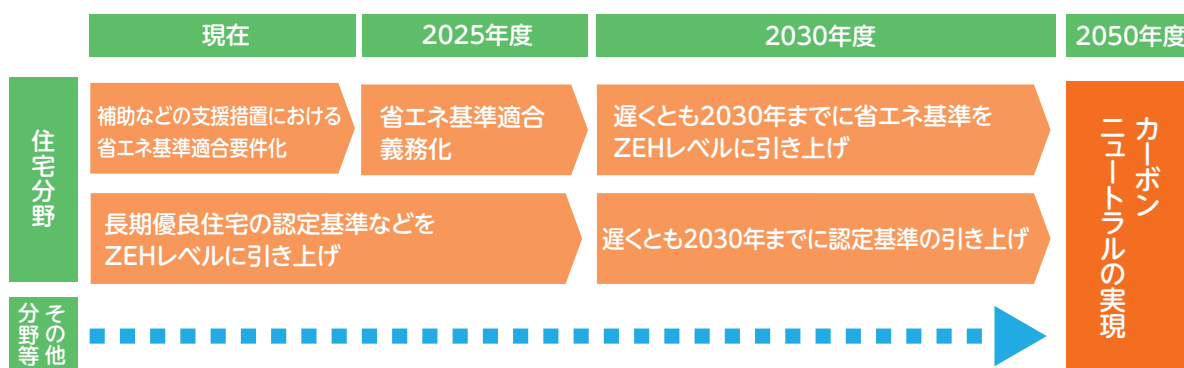 現在
2025年度
2030年度
2050年度
住宅分野
補助などの支援措置における
省エネ基準適合要件化
省エネ基準適合
義務化
遅くとも2030年までに省エネ基準を
ZEHレベルに引き上げ
長期優良住宅の認定基準などを
ZEHレベルに引き上げ
遅くとも2030年までに認定基準の引き上げ
カーボン
ニュートラルの実現
その他
分野等